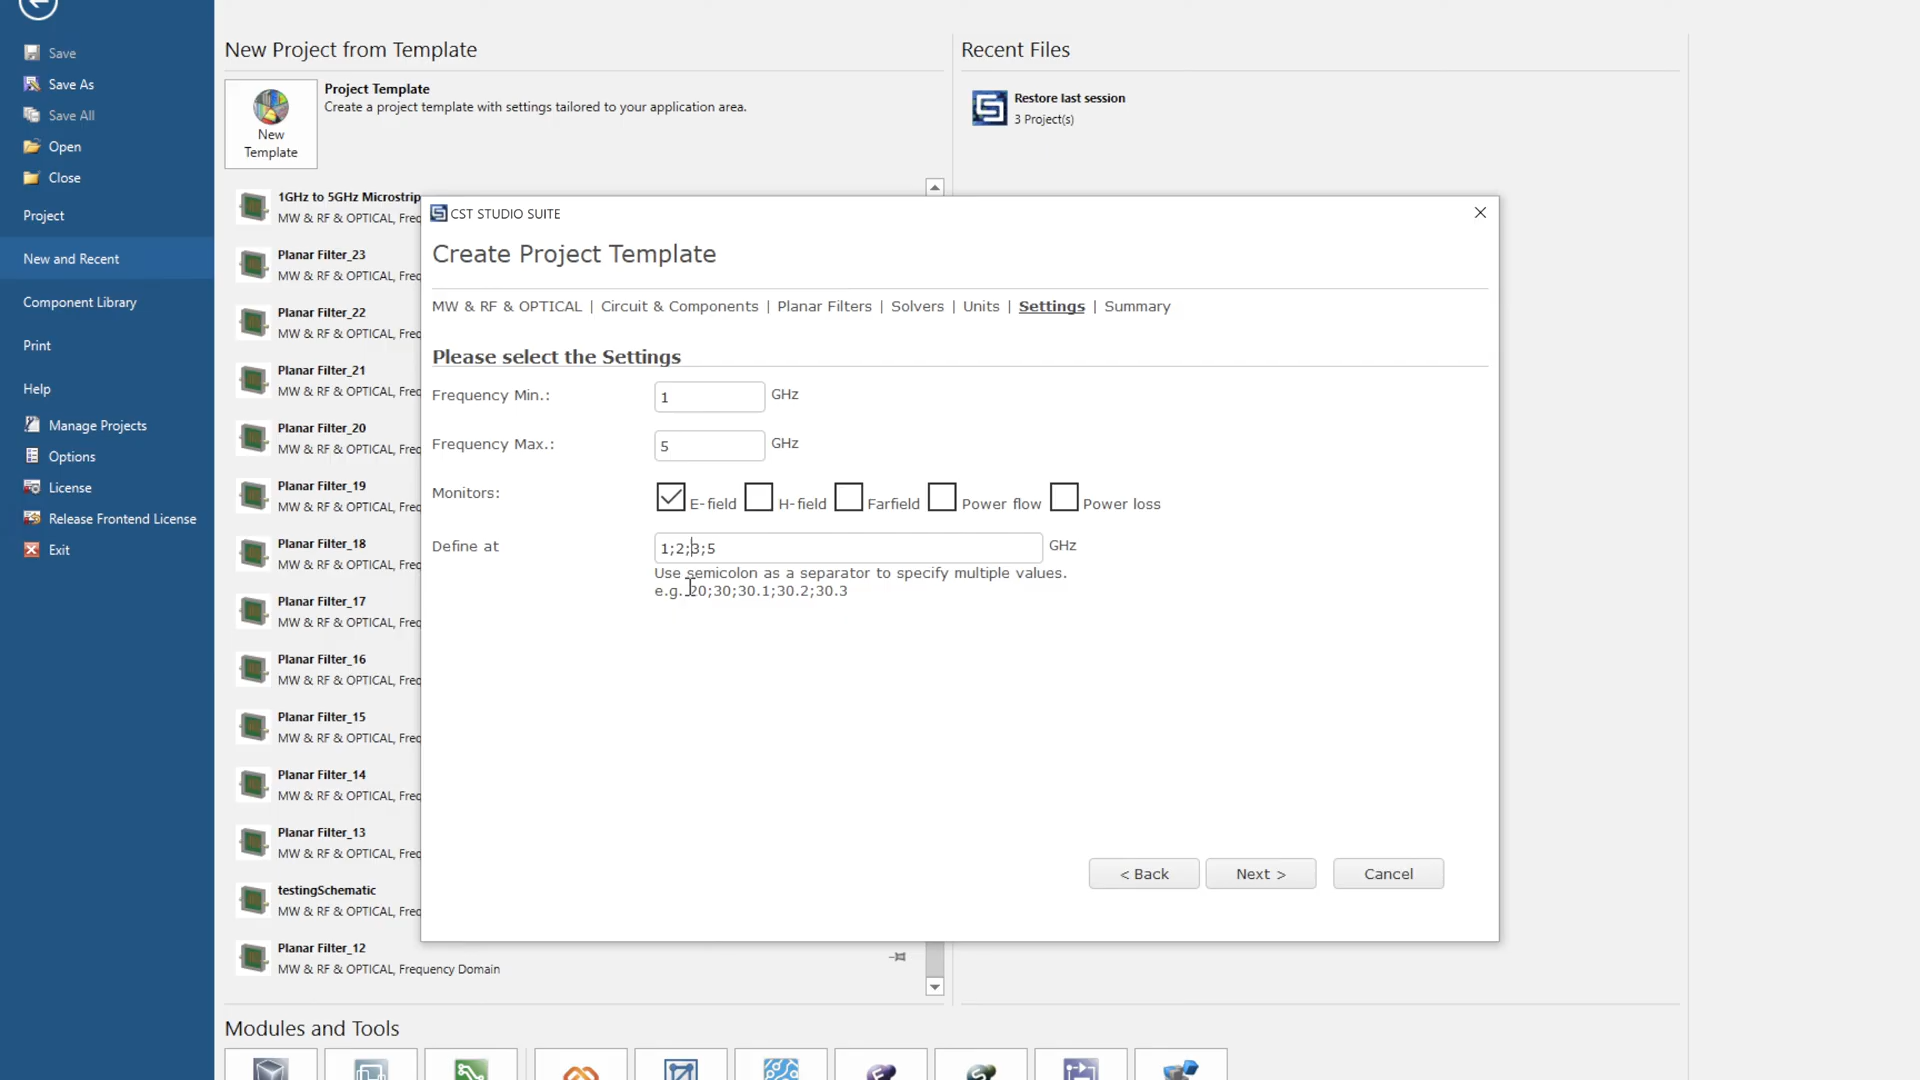 Save
Save As
Save All
Open
Close
Project
New and Recent
Component Library
Print
Help
Manage Projects
Options
License
Release Frontend License
Exit
New Project from Template
New
Template
Project Template
Create a project template with settings tailored to your application area.
1GHz to 5GHz Microstrip
MW & RF & OPTICAL, Freq
Planar Filter_23
MW & RF & OPTICAL, Freq
Planar Filter_22
MW & RF & OPTICAL, Freq
Planar Filter_21
MW & RF & OPTICAL, Freq
Planar Filter_20
MW & RF & OPTICAL, Freq
Planar Filter_19
MW & RF & OPTICAL, Freq
Planar Filter_18
MW & RF & OPTICAL, Freq
Planar Filter_17
MW & RF & OPTICAL, Freq
Planar Filter_16
MW & RF & OPTICAL, Freq
Planar Filter_15
MW & RF & OPTICAL, Freq
Planar Filter_14
MW & RF & OPTICAL, Freq
Planar Filter_13
MW & RF & OPTICAL, Freq
testingSchematic
MW & RF & OPTICAL, Freq
Planar Filter_12
MW & RF & OPTICAL, Frequency Domain
Modules and Tools
Recent Files
Restore last session
3 Project(s)
CST STUDIO SUITE
Create Project Template
MW & RF & OPTICAL | Circuit & Components | Planar Filters | Solvers | Units | Settings | Summary
Please select the Settings
Frequency Min.: 1 GHz
Frequency Max.: 5 GHz
Monitors: E-field H-field Farfield Power flow Power loss
Define at 1;2;3;5 GHz
Use semicolon as a separator to specify multiple values.
e.g. 20;30;30.1;30.2;30.3
< Back Next > Cancel